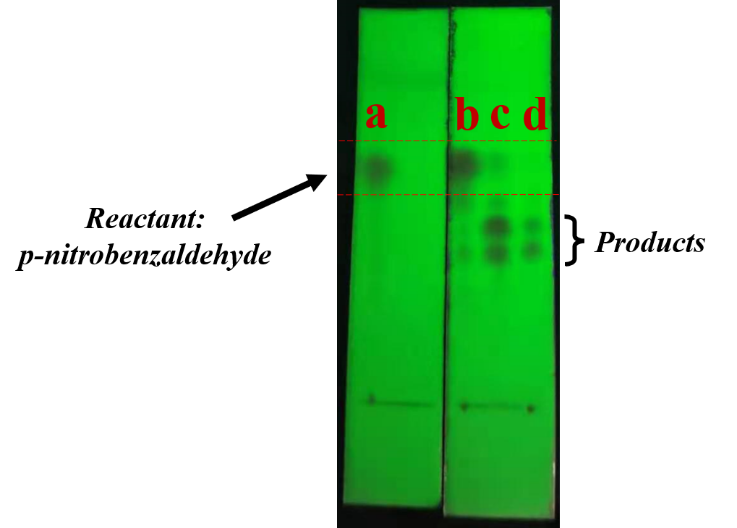 a
b c d
Reactant:
p-nitrobenzaldehyde
} Products